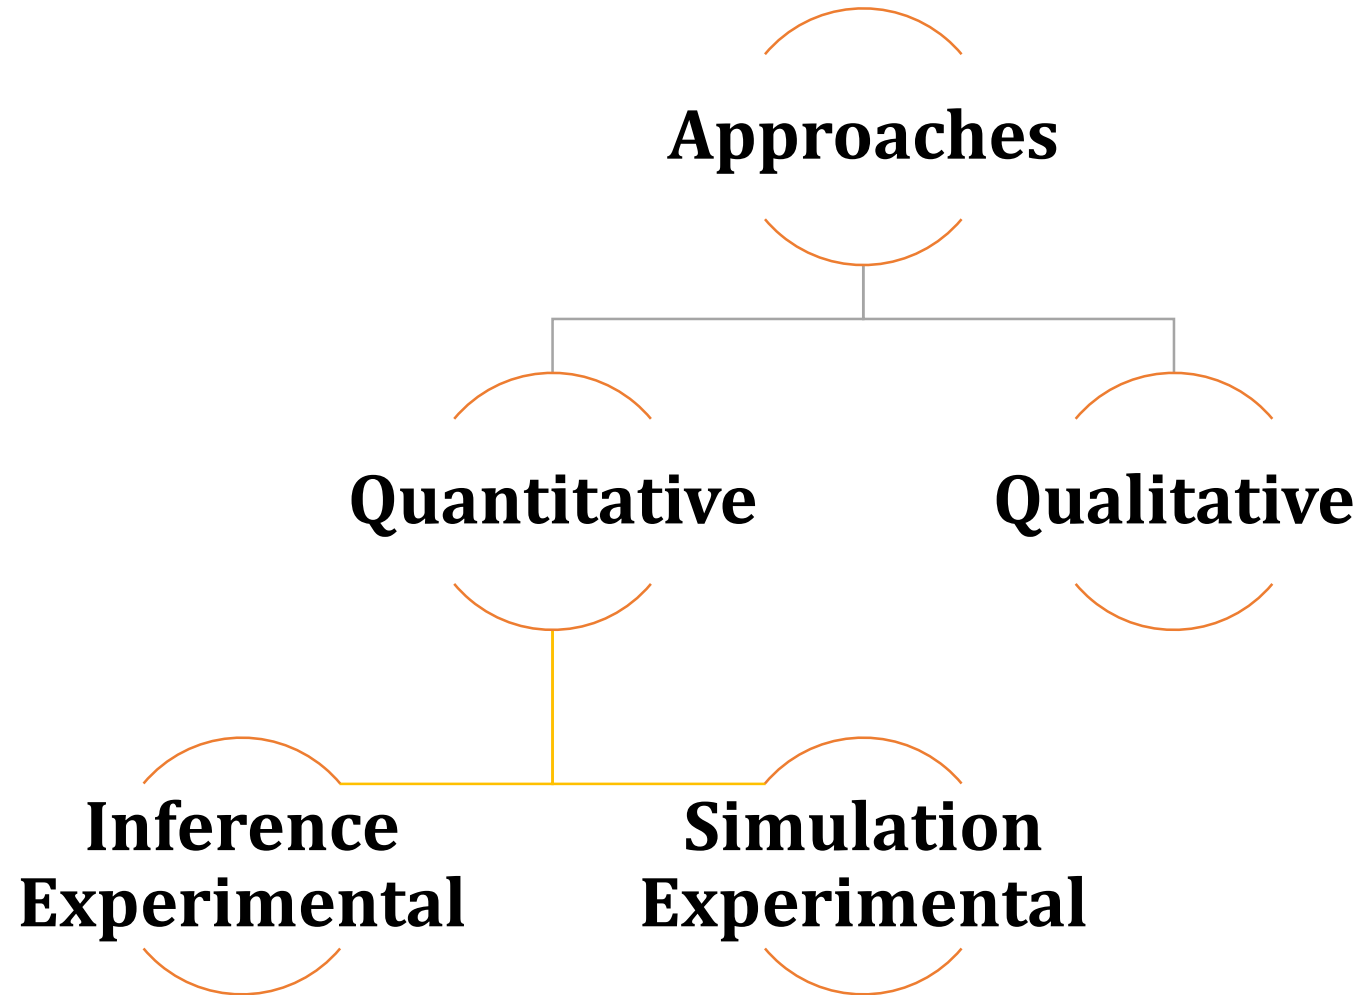 Approaches
Quantitative
Qualitative
Inference
Experimental
Simulation
Experimental